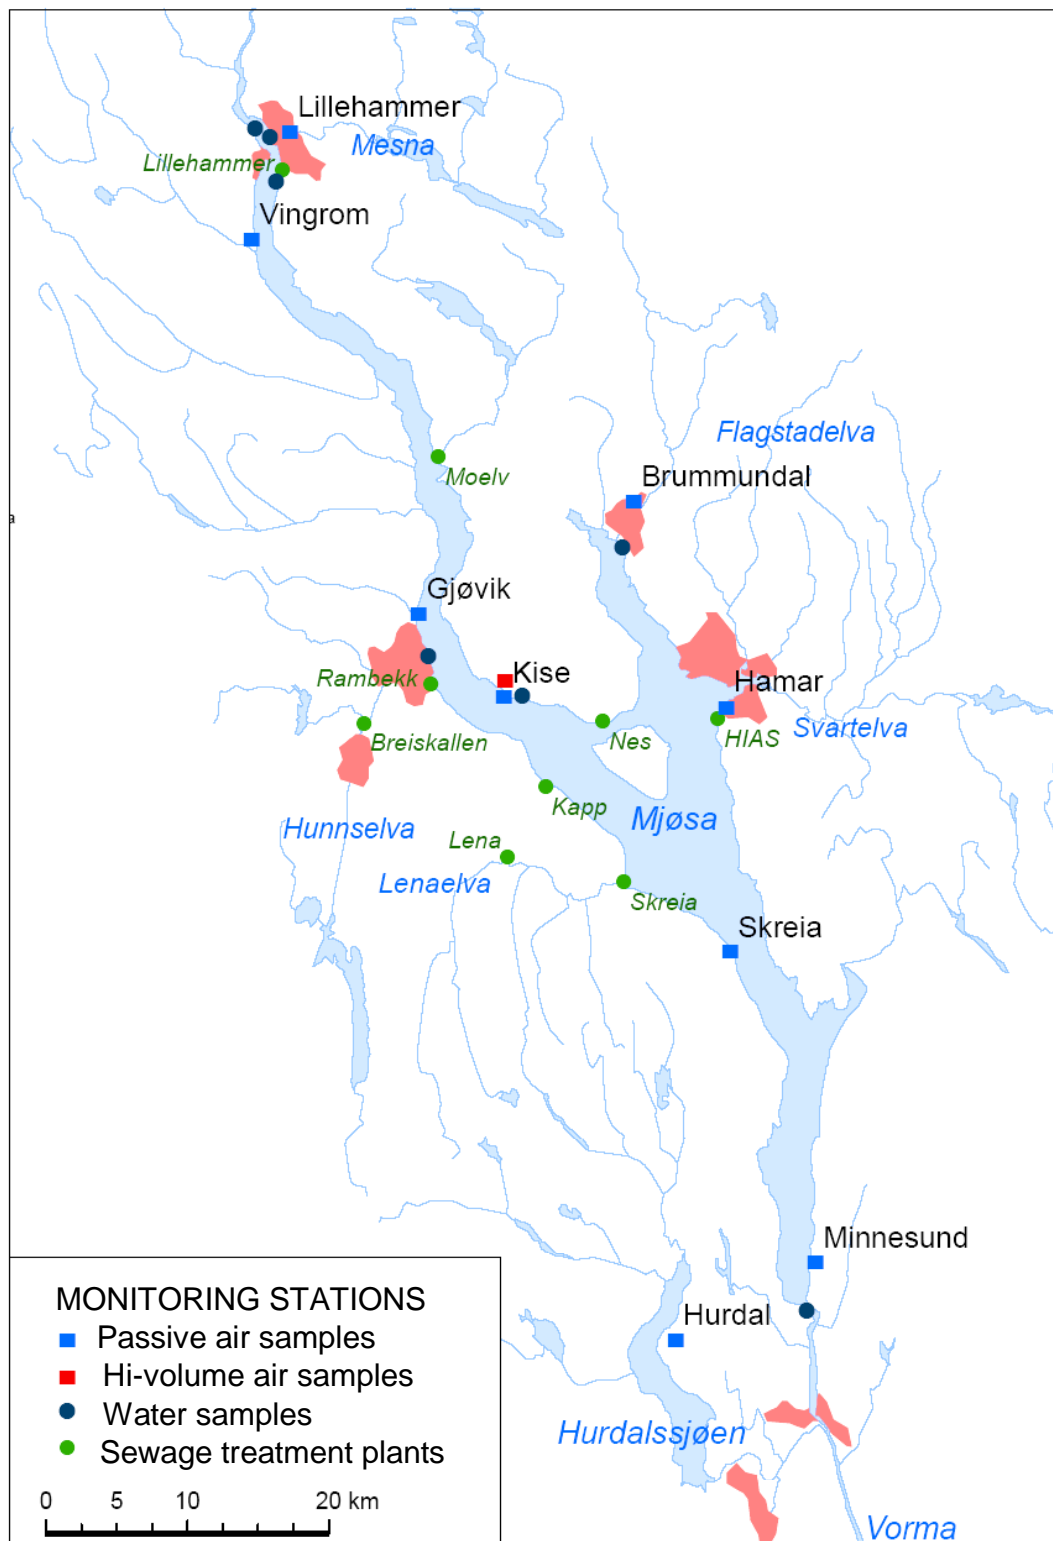 Lillehammer
Mesna
Lillehammer
Vingrom
Flagstadelva
Moelv
Brummundal
a
Gjøvik
Kise
Rambekk
Hamar
Breiskallen
Nes
HIAS
Svartelva
Kapp
Mjøsa
Hunnselva
Lena
Lenaelva
Skreia
Skreia
Minnesund
Hurdal
Hurdalssjøen
Vorma
MONITORING STATIONS
Passive air samples
Hi-volume air samples
Water samples
Sewage treatment plants
0 5 10 20 km